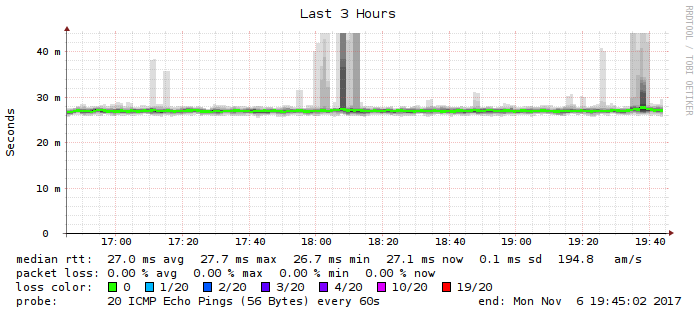 Last 3 Hours
RRDTOOL / TOBI OETIKER
Seconds
40 m
30 m
20 m
10 m
0
17:00 17:20 17:40 18:00 18:20 18:40 19:00 19:20 19:40
median rtt: 27.0 ms avg 27.7 ms max 26.7 ms min 27.1 ms now 0.1 ms sd 194.8 am/s
packet loss: 0.00 % avg 0.00 % max 0.00 % min 0.00 % now
loss color: 0 1/20 2/20 3/20 4/20 10/20 19/20
probe: 20 ICMP Echo Pings (56 Bytes) every 60s end: Mon Nov 6 19:45:02 2017